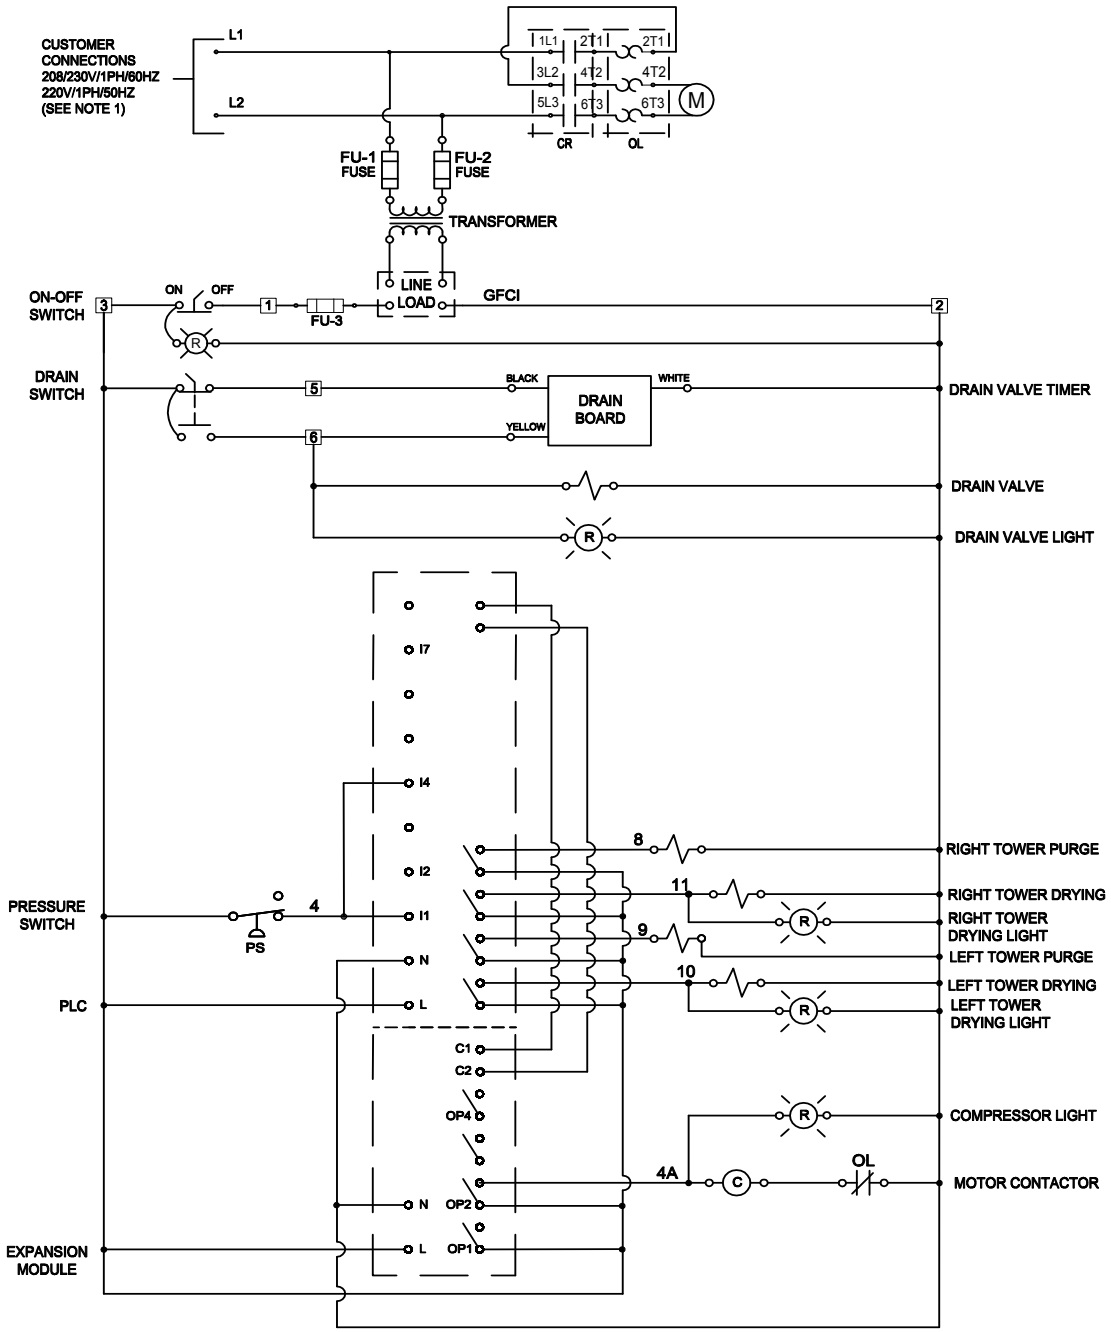 CUSTOMER
CONNECTIONS
208/230V/1PH/60HZ
220V/1PH/50HZ
(SEE NOTE 1)
L1
L2
1L1
2T1
2T1
3L2
4T2
4T2
5L3
6T3
6T3
M
CR
OL
FU-1
FUSE
FU-2
FUSE
TRANSFORMER
LINE
LOAD
GFCI
ON-OFF
SWITCH
3
ON
OFF
1
FU-3
2
R
DRAIN
SWITCH
5
BLACK
DRAIN
BOARD
WHITE
DRAIN VALVE TIMER
6
YELLOW
DRAIN VALVE
R
DRAIN VALVE LIGHT
I7
I4
8
RIGHT TOWER PURGE
I2
11
RIGHT TOWER DRYING
PRESSURE
SWITCH
PS
4
I1
R
RIGHT TOWER
DRYING LIGHT
9
LEFT TOWER PURGE
N
10
LEFT TOWER DRYING
PLC
L
R
LEFT TOWER
DRYING LIGHT
C1
C2
OP4
R
COMPRESSOR LIGHT
4A
C
OL
MOTOR CONTACTOR
N
OP2
EXPANSION
MODULE
L
OP1